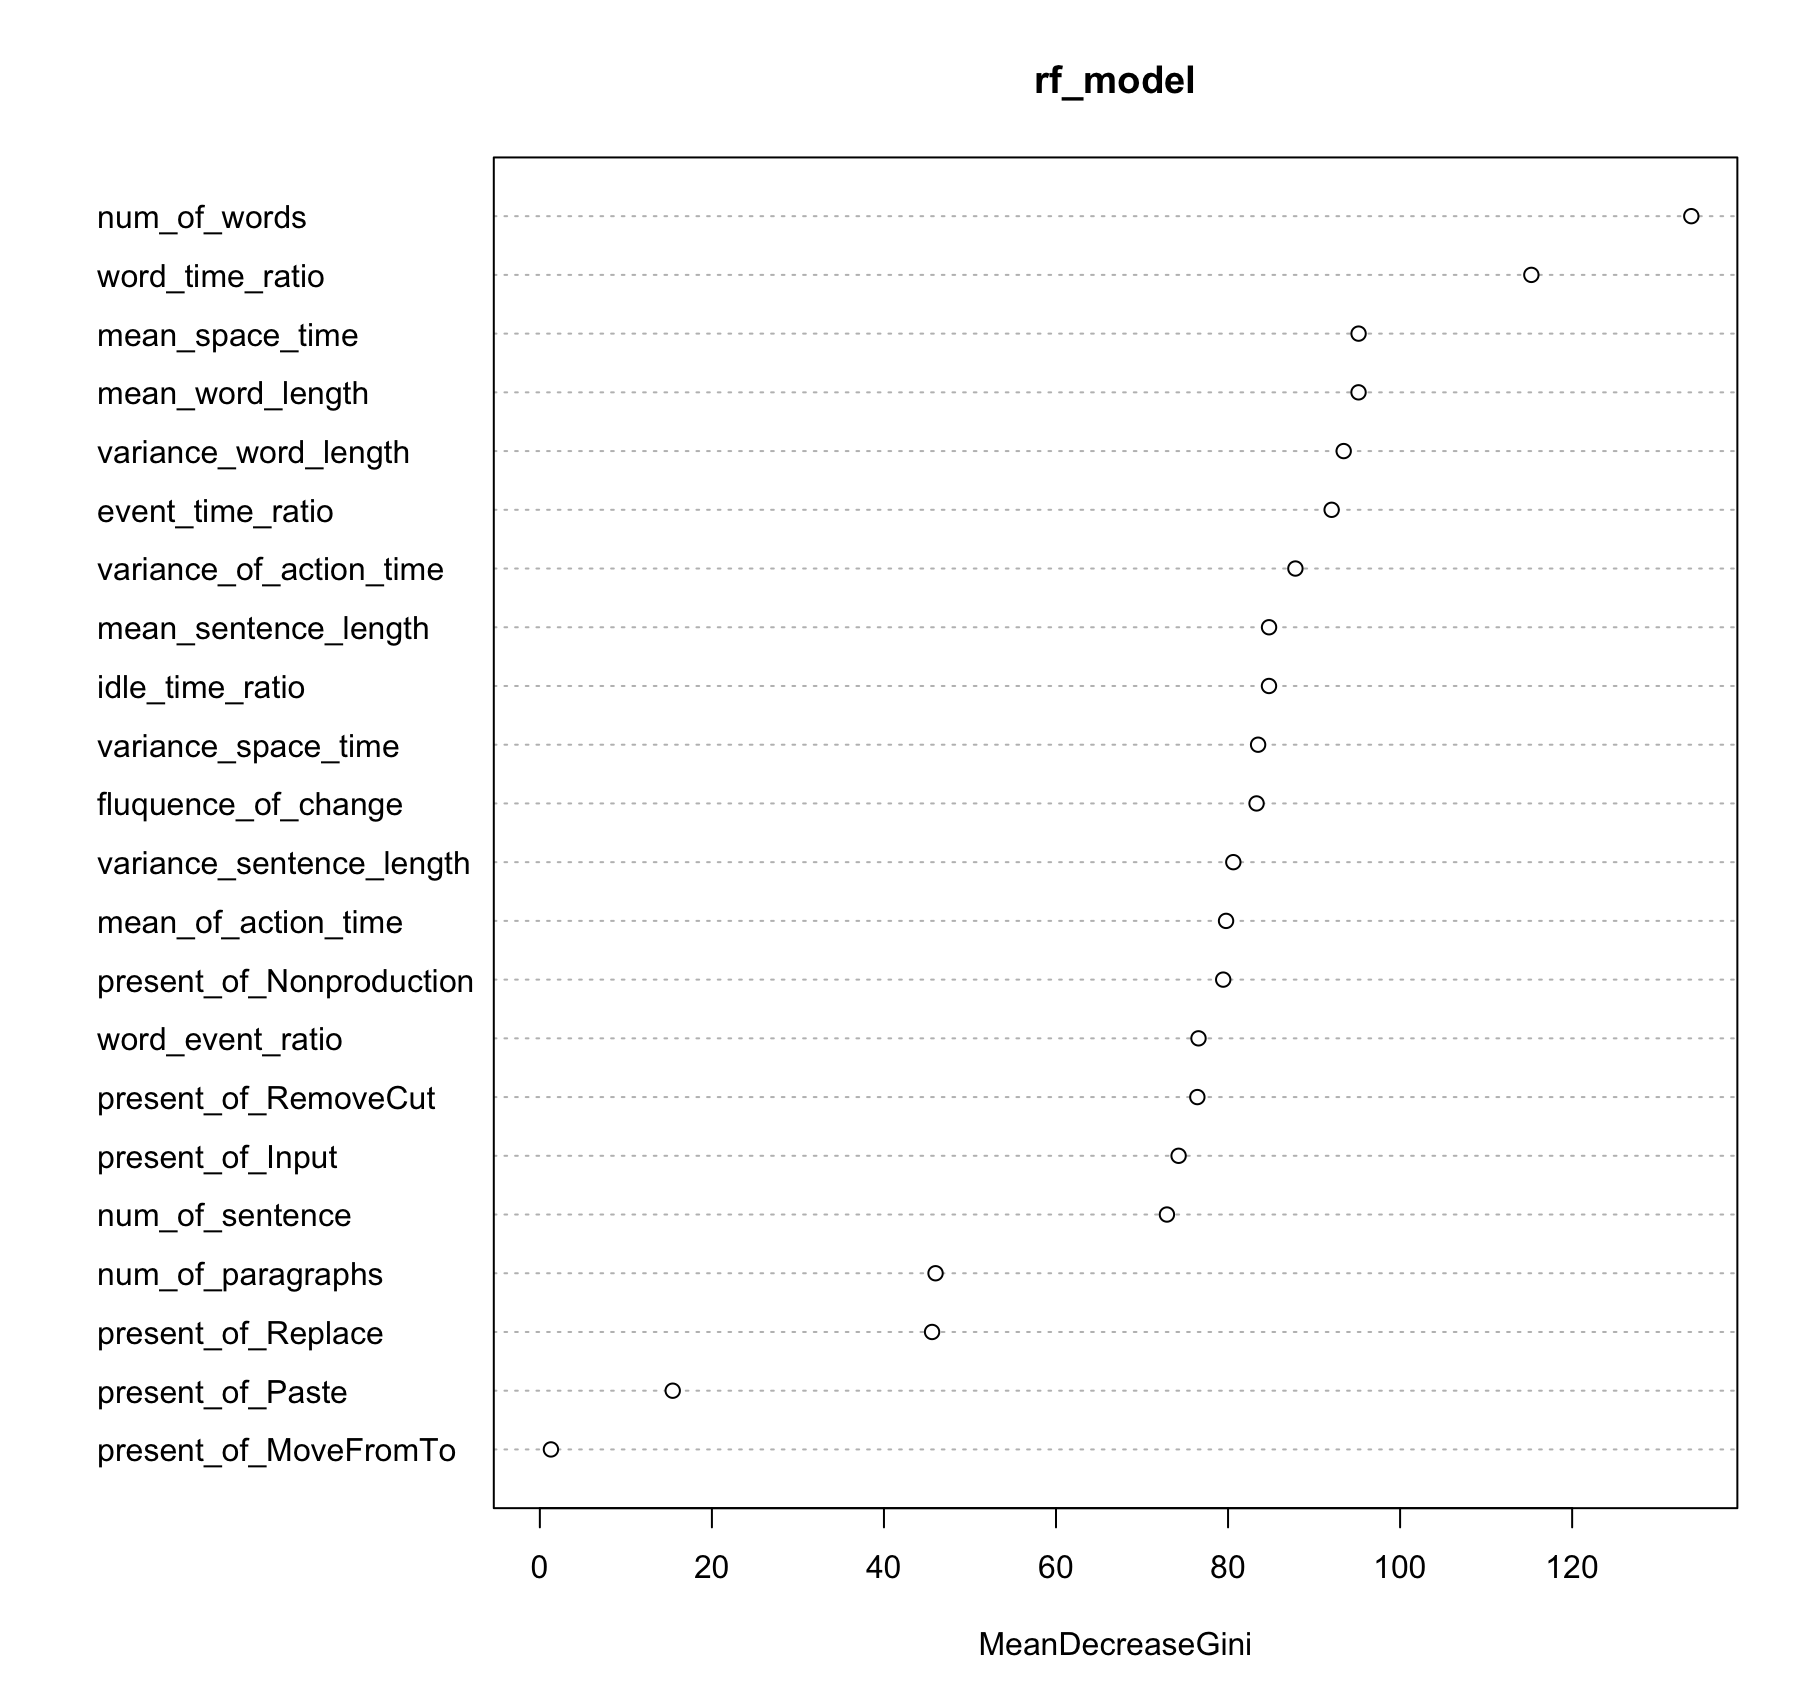 rf_model
num_of_words
word_time_ratio
mean_space_time
mean_word_length
variance_word_length
event_time_ratio
variance_of_action_time
mean_sentence_length
idle_time_ratio
variance_space_time
fluquence_of_change
variance_sentence_length
mean_of_action_time
present_of_Nonproduction
word_event_ratio
present_of_RemoveCut
present_of_Input
num_of_sentence
num_of_paragraphs
present_of_Replace
present_of_Paste
present_of_MoveFromTo
0 20 40 60 80 100 120
MeanDecreaseGini